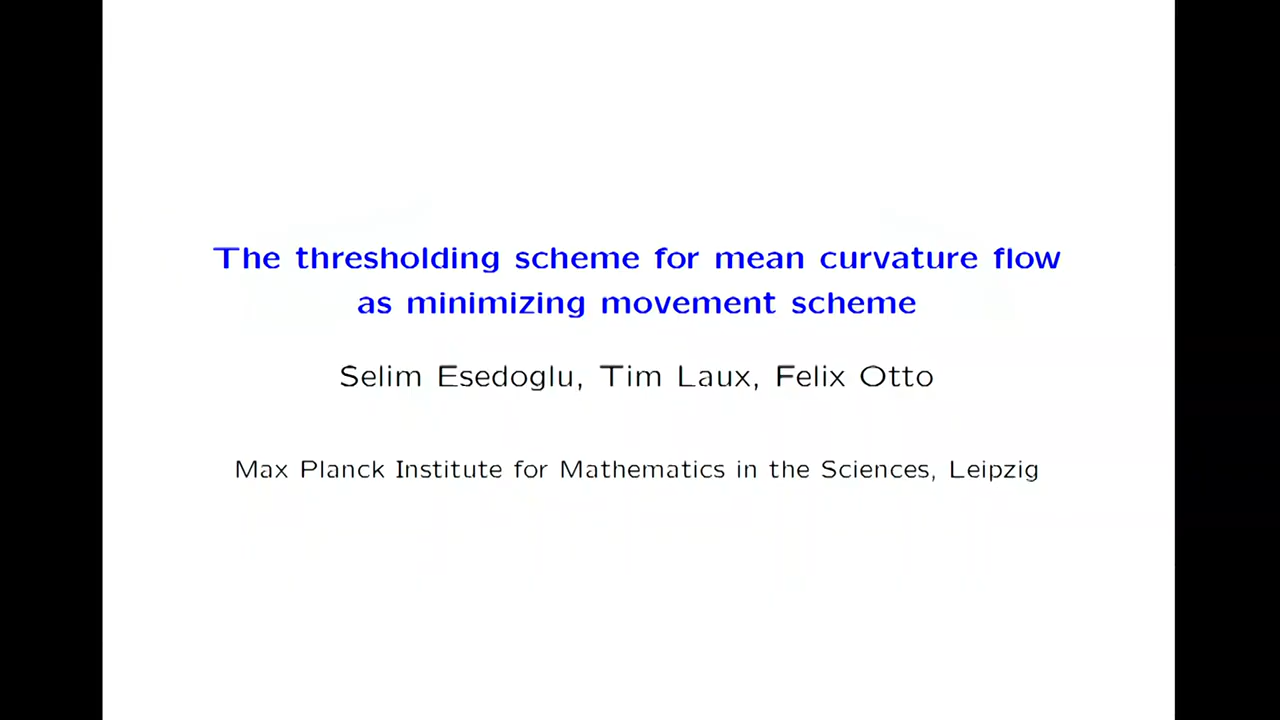 The thresholding scheme for mean curvature flow
as minimizing movement scheme
Selim Esedoglu, Tim Laux, Felix Otto
Max Planck Institute for Mathematics in the Sciences, Leipzig